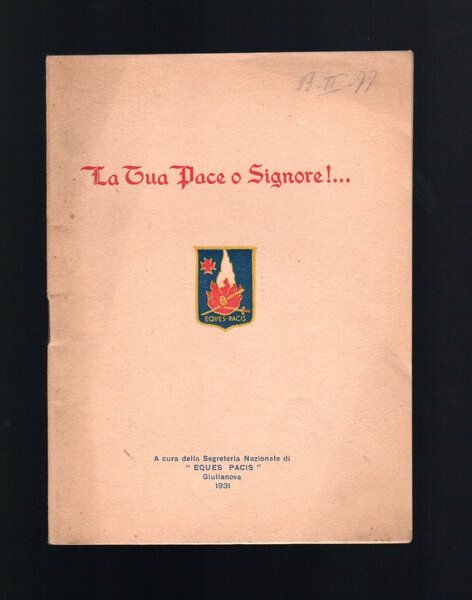 La Tua Pace o Signore!...
EQVES-PACIS
A cura della Segreteria Nazionale di
" EQUES PACIS "
Giulianova
1931